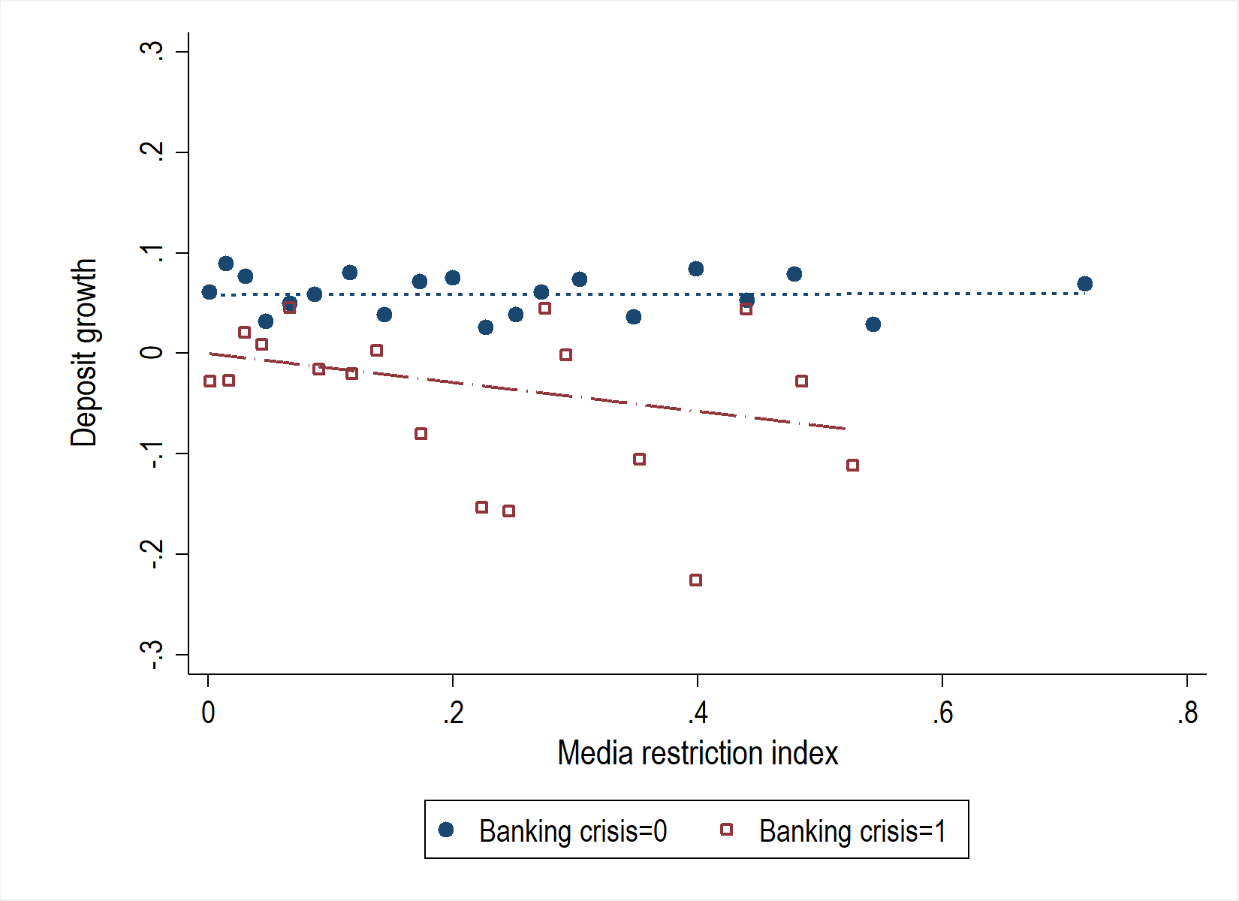 .3
.2
.1
0
-.1
-.2
-.3
Deposit growth
0 .2 .4 .6 .8
Media restriction index
Banking crisis=0 Banking crisis=1